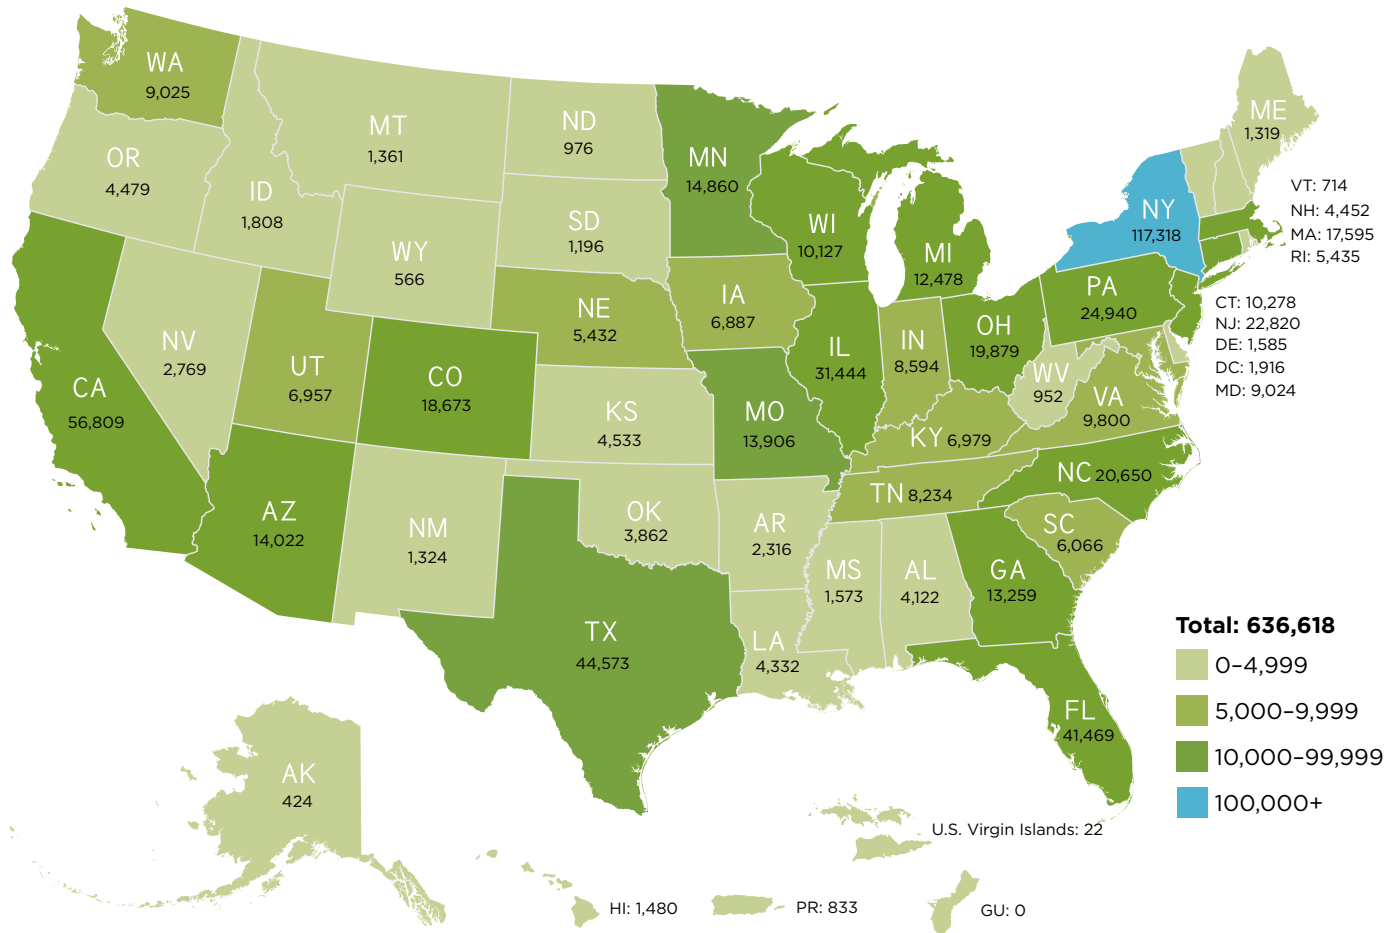 WA
9,025
OR
4,479
ID
1,808
MT
1,361
ND
976
MN
14,860
SD
1,196
WY
566
WI
10,127
MI
12,478
NY
117,318
ME
1,319
VT: 714
NH: 4,452
MA: 17,595
RI: 5,435
CT: 10,278
NJ: 22,820
DE: 1,585
DC: 1,916
MD: 9,024
CA
56,809
NV
2,769
UT
6,957
CO
18,673
NE
5,432
IA
6,887
IL
31,444
IN
8,594
OH
19,879
PA
24,940
WV
952
VA
9,800
KS
4,533
MO
13,906
KY 6,979
NC 20,650
TN 8,234
SC
6,066
AZ
14,022
NM
1,324
OK
3,862
AR
2,316
MS
1,573
AL
4,122
GA
13,259
TX
44,573
LA
4,332
FL
41,469
Total: 636,618
0–4,999
5,000–9,999
10,000–99,999
100,000+
AK
424
U.S. Virgin Islands: 22
HI: 1,480
PR: 833
GU: 0